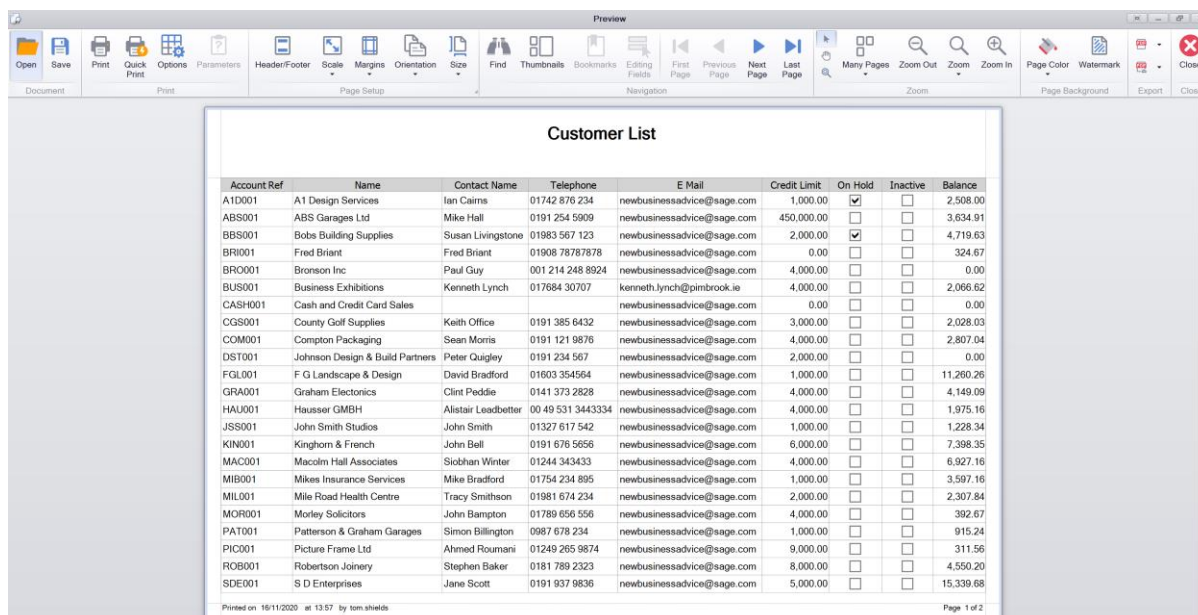 Preview
Open Save Print Quick Print Options Parameters Header/Footer Scale Margins Orientation Size Find Thumbnails Bookmarks Editing Fields First Page Previous Page Next Page Last Page Many Pages Zoom Out Zoom Zoom In Page Color Watermark Close
Document Print Page Setup Navigation Zoom Page Background Export Close
Customer List
Account Ref Name Contact Name Telephone E Mail Credit Limit On Hold Inactive Balance
A1D001 A1 Design Services Ian Cairns 01742 876 234 newbusinessadvice@sage.com 1,000.00 2,508.00
ABS001 ABS Garages Ltd Mike Hall 0191 254 5909 newbusinessadvice@sage.com 450,000.00 3,634.91
BBS001 Bobs Building Supplies Susan Livingstone 01983 567 123 newbusinessadvice@sage.com 2,000.00 4,719.63
BRI001 Fred Briant Fred Briant 01908 78787878 newbusinessadvice@sage.com 0.00 324.67
BRO001 Bronson Inc Paul Guy 001 214 248 8924 newbusinessadvice@sage.com 4,000.00 0.00
BUS001 Business Exhibitions Kenneth Lynch 017684 30707 kenneth.lynch@pimbrook.ie 4,000.00 2,066.62
CASH001 Cash and Credit Card Sales newbusinessadvice@sage.com 0.00 0.00
CGS001 County Golf Supplies Keith Office 0191 385 6432 newbusinessadvice@sage.com 3,000.00 2,028.03
COM001 Compton Packaging Sean Morris 0191 121 9876 newbusinessadvice@sage.com 4,000.00 2,807.04
DST001 Johnson Design & Build Partners Peter Quigley 0191 234 567 newbusinessadvice@sage.com 2,000.00 0.00
FGL001 F G Landscape & Design David Bradford 01603 354564 newbusinessadvice@sage.com 1,000.00 11,260.26
GRA001 Graham Electonics Clint Peddie 0141 373 2828 newbusinessadvice@sage.com 4,000.00 4,149.09
HAU001 Hausser GMBH Alistair Leadbetter 00 49 531 3443334 newbusinessadvice@sage.com 4,000.00 1,975.16
JSS001 John Smith Studios John Smith 01327 617 542 newbusinessadvice@sage.com 1,000.00 1,228.34
KIN001 Kinghorn & French John Bell 0191 676 5656 newbusinessadvice@sage.com 6,000.00 7,398.35
MAC001 Macolm Hall Associates Siobhan Winter 01244 343433 newbusinessadvice@sage.com 4,000.00 6,927.16
MIB001 Mikes Insurance Services Mike Bradford 01754 234 895 newbusinessadvice@sage.com 1,000.00 3,597.16
MIL001 Mile Road Health Centre Tracy Smithson 01981 674 234 newbusinessadvice@sage.com 2,000.00 2,307.84
MOR001 Morley Solicitors John Bampton 01789 656 556 newbusinessadvice@sage.com 4,000.00 392.67
PAT001 Patterson & Graham Garages Simon Billington 0987 678 234 newbusinessadvice@sage.com 1,000.00 915.24
PIC001 Picture Frame Ltd Ahmed Roumani 01249 265 9874 newbusinessadvice@sage.com 9,000.00 311.56
ROB001 Robertson Joinery Stephen Baker 0181 789 2323 newbusinessadvice@sage.com 8,000.00 4,550.20
SDE001 S D Enterprises Jane Scott 0191 937 9836 newbusinessadvice@sage.com 5,000.00 15,339.68
Printed on 16/11/2020 at 13:57 by tom.shields Page 1 of 2